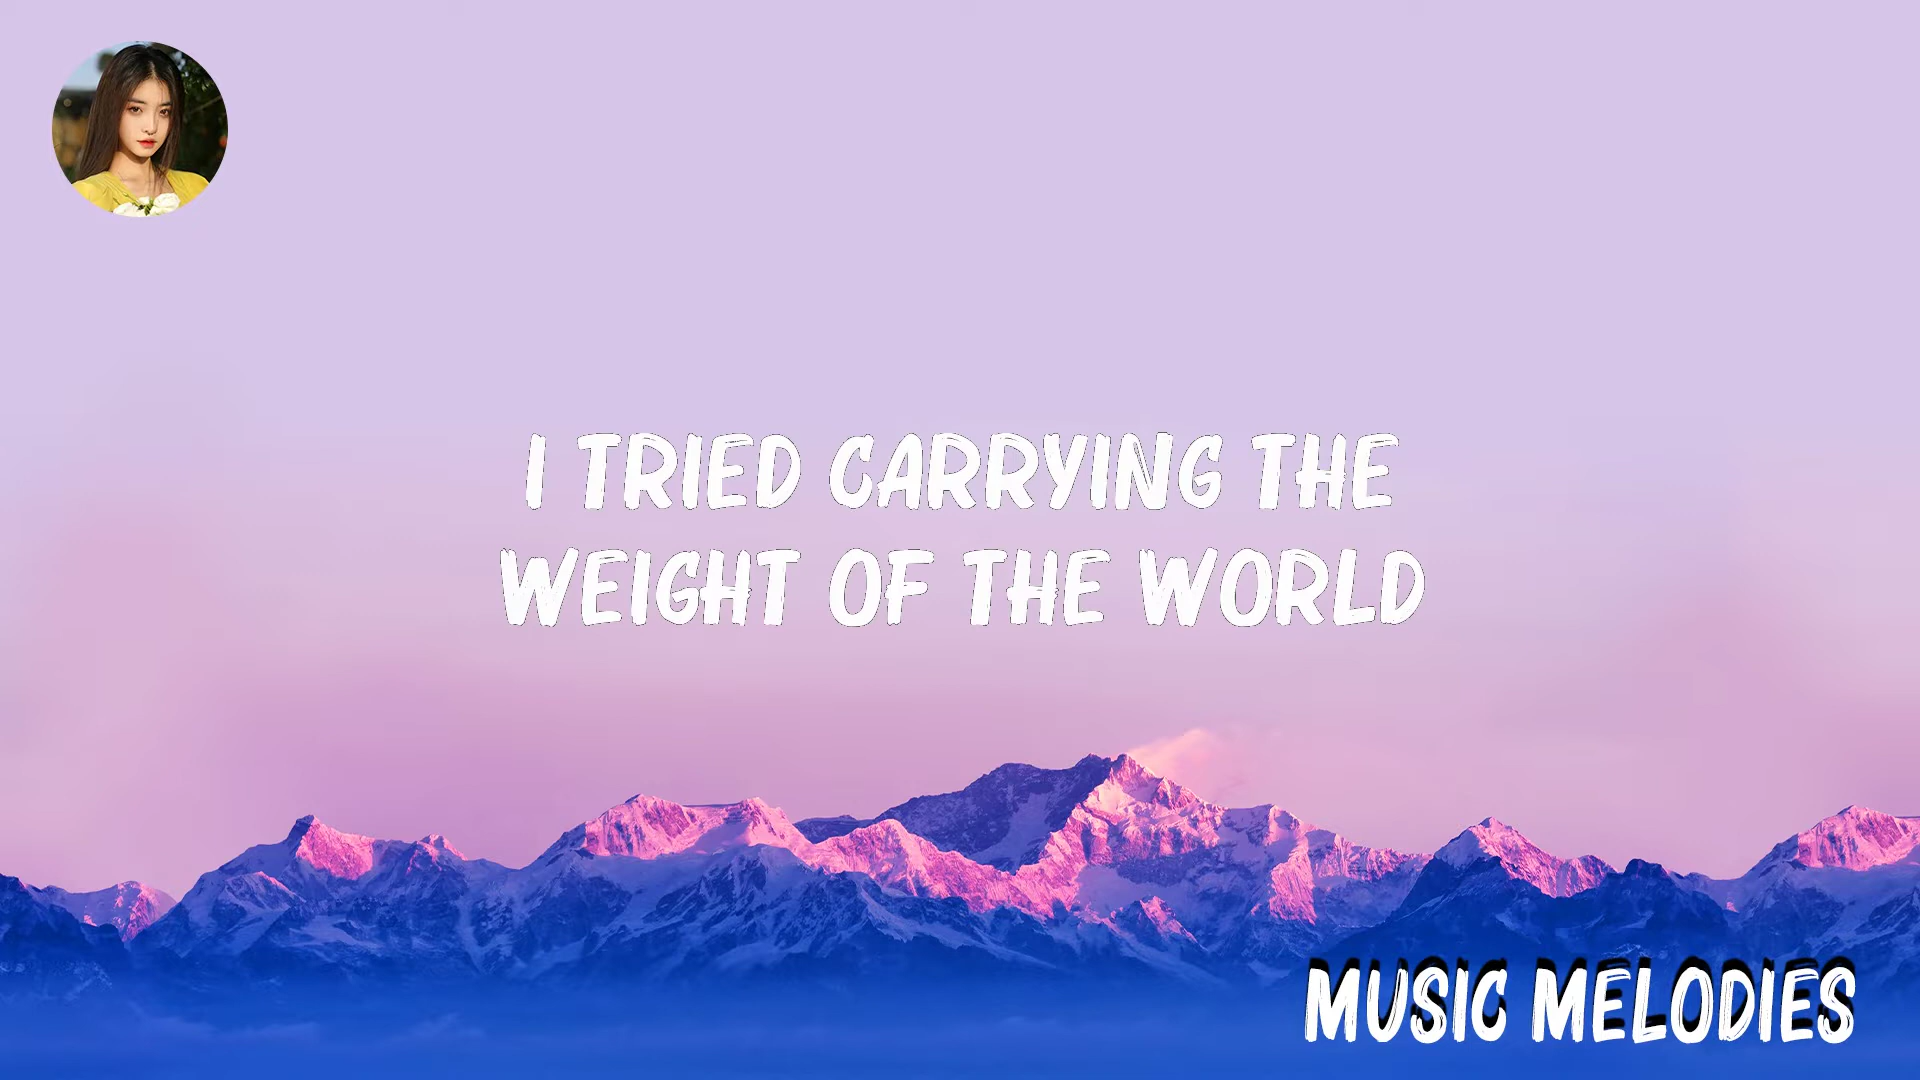 I TRIED CARRYING THE
WEIGHT OF THE WORLD
MUSIC MELODIES